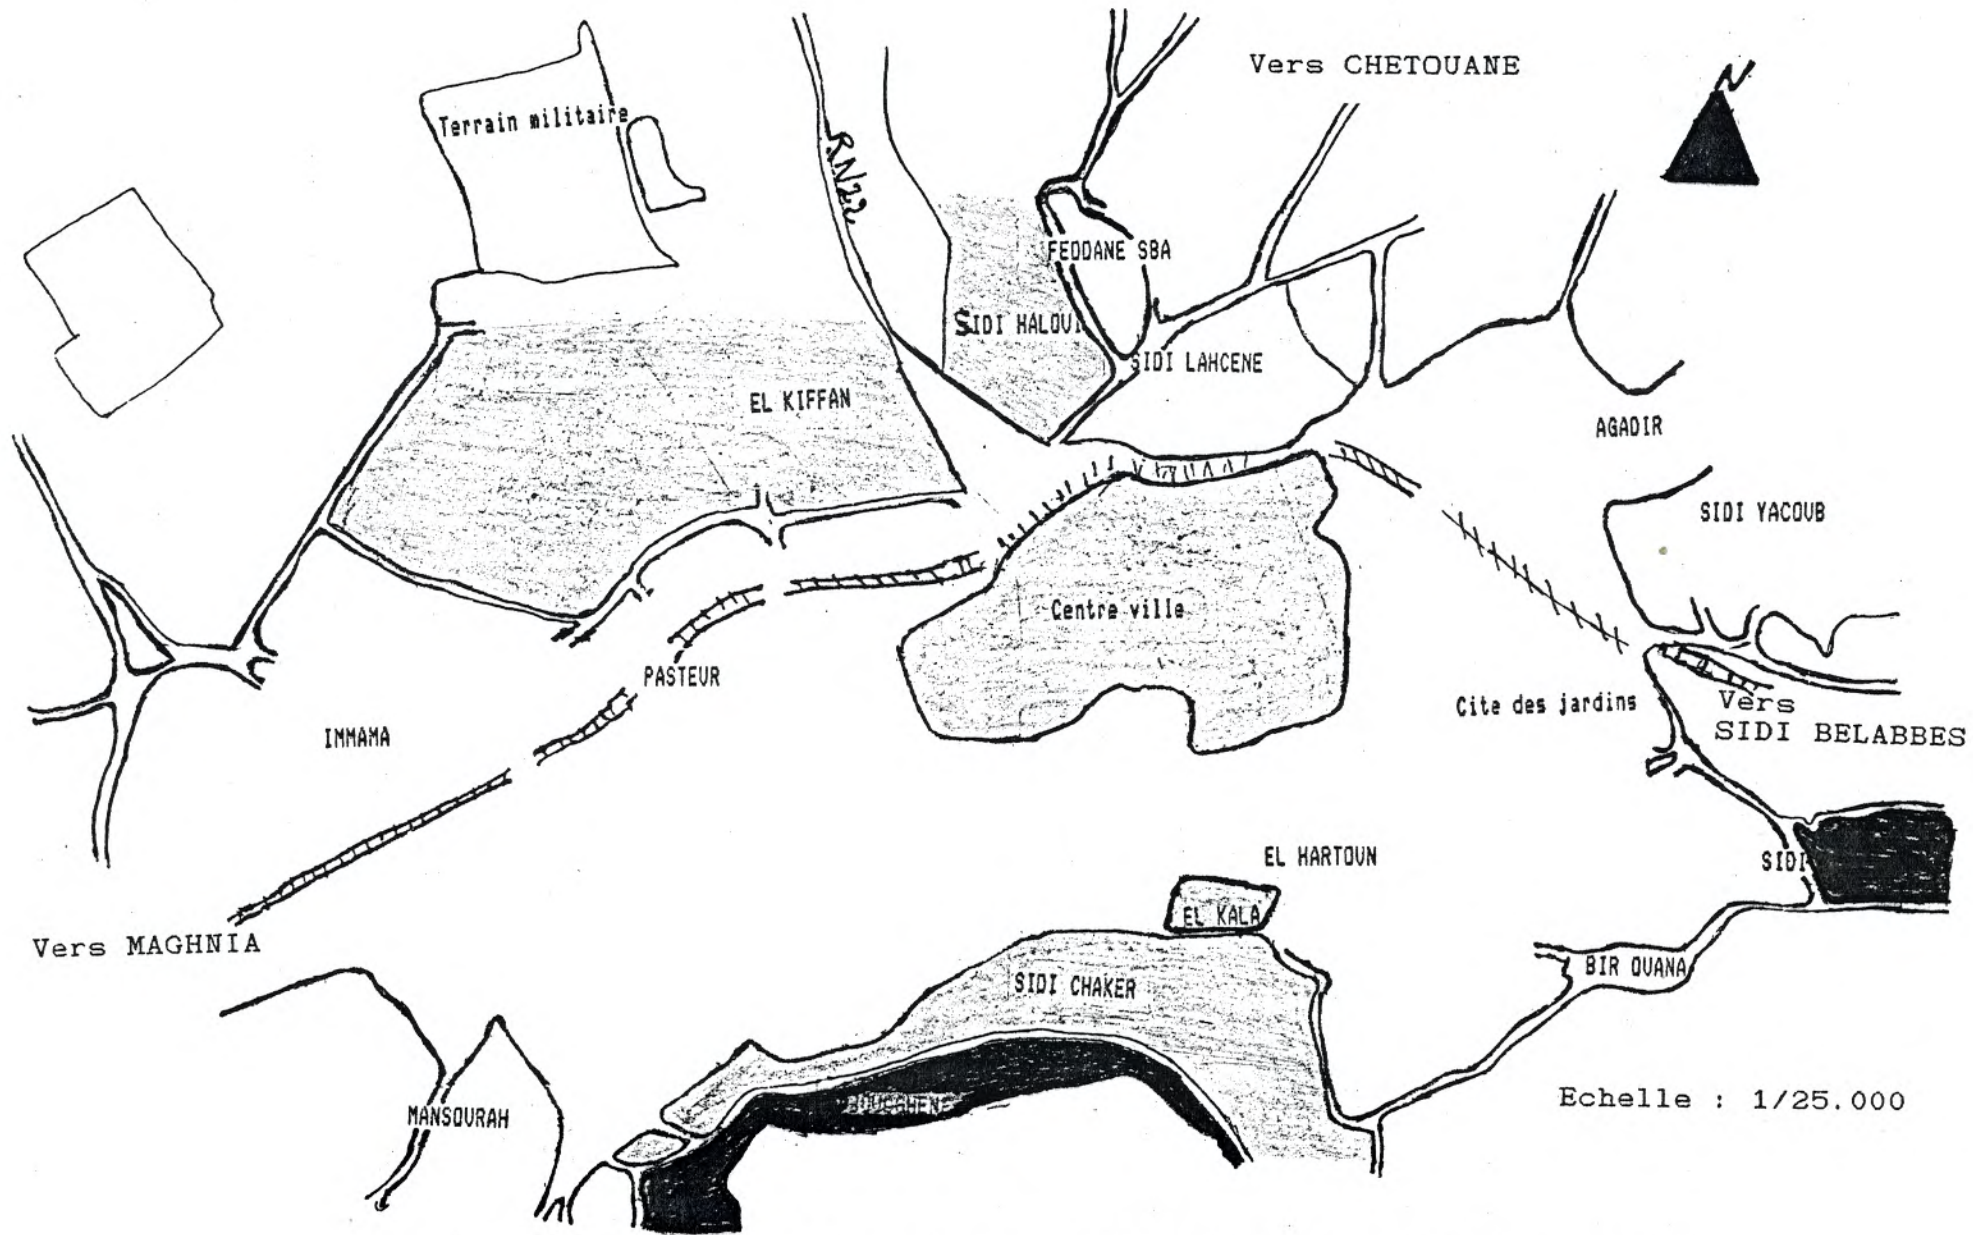 Vers CHETOUANE
N
Terrain militaire
RN22
FEDDANE SBA
SIDI HALOUI
SIDI LAHCENE
EL KIFFAN
AGADIR
SIDI YACOUB
Centre ville
PASTEUR
Cite des jardins
Vers
SIDI BELABBES
IMMAMA
EL HARTOUN
SIDI
EL KALA
Vers MAGHNIA
BIR OUANA
SIDI CHAKER
BOUDGHENE
MANSOURAH
Echelle : 1/25.000